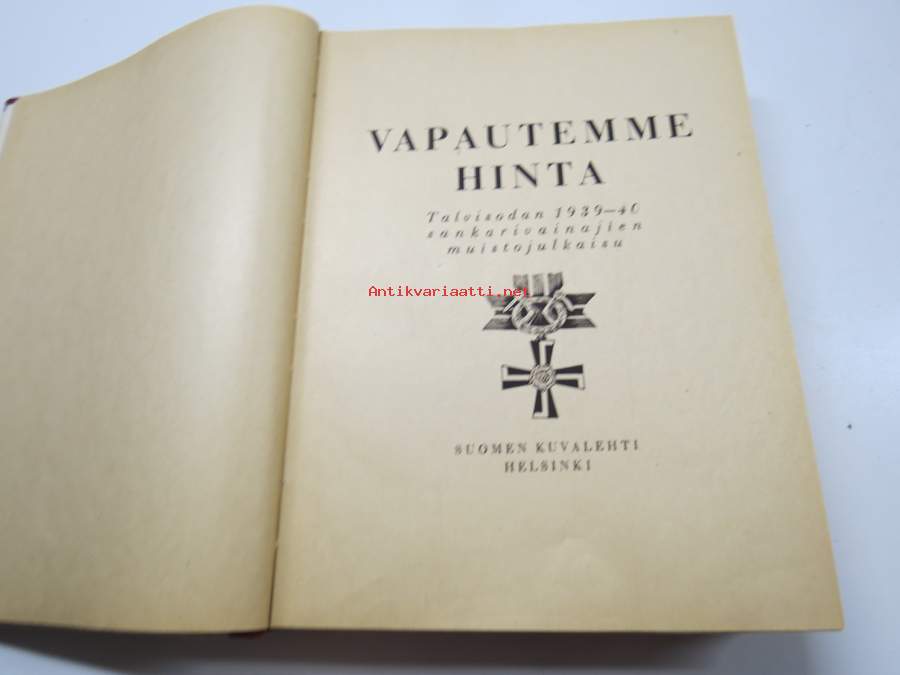 VAPAUTEMME
HINTA
Talvisodan 1939–40
sankarivainajien
muistojulkaisu
Antikvariaatti.net
SUOMEN KUVALEHTI
HELSINKI